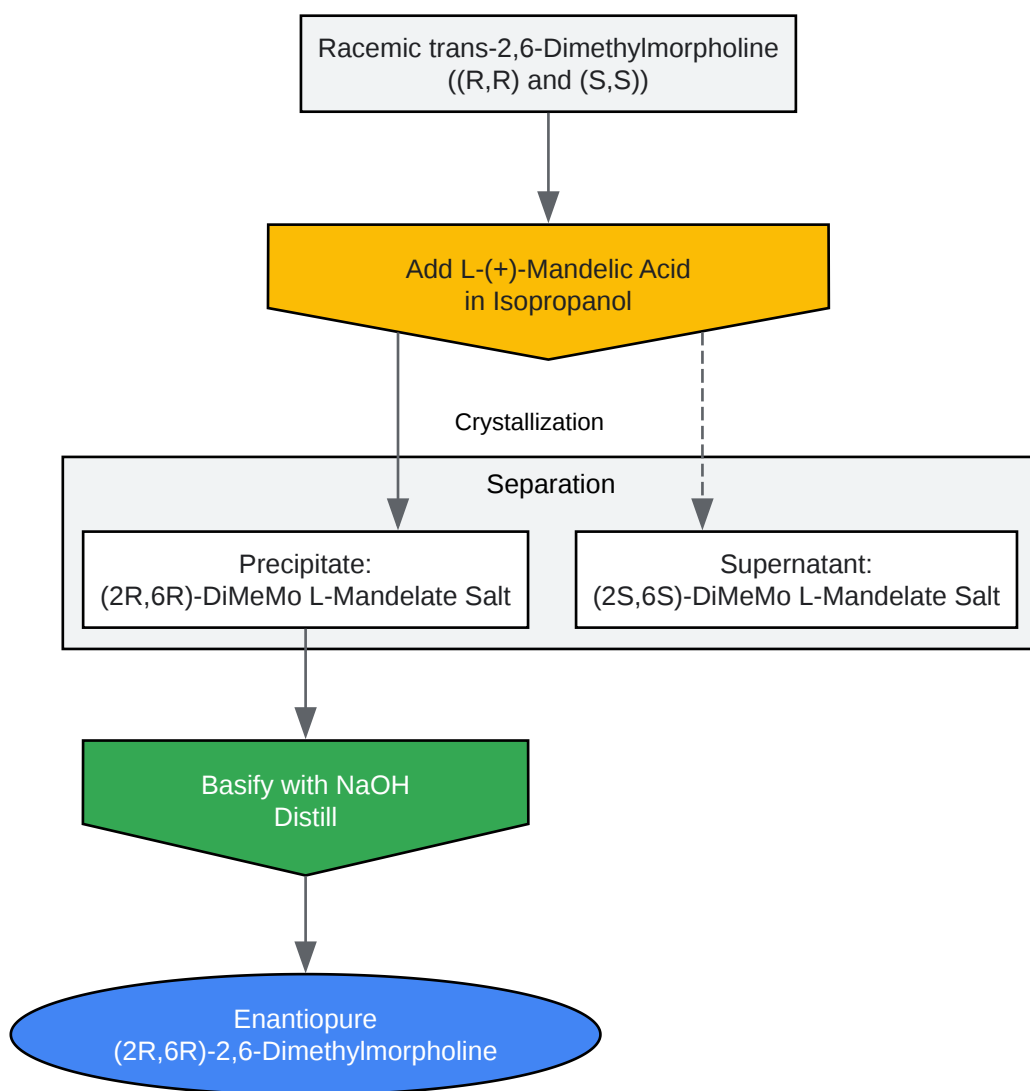 Racemic trans-2,6-Dimethylmorpholine
((R,R) and (S,S))
Add L-(+)-Mandelic Acid
in Isopropanol
Crystallization
Separation
Precipitate:
(2R,6R)-DiMeMo L-Mandelate Salt
Supernatant:
(2S,6S)-DiMeMo L-Mandelate Salt
Basify with NaOH
Distill
Enantiopure
(2R,6R)-2,6-Dimethylmorpholine